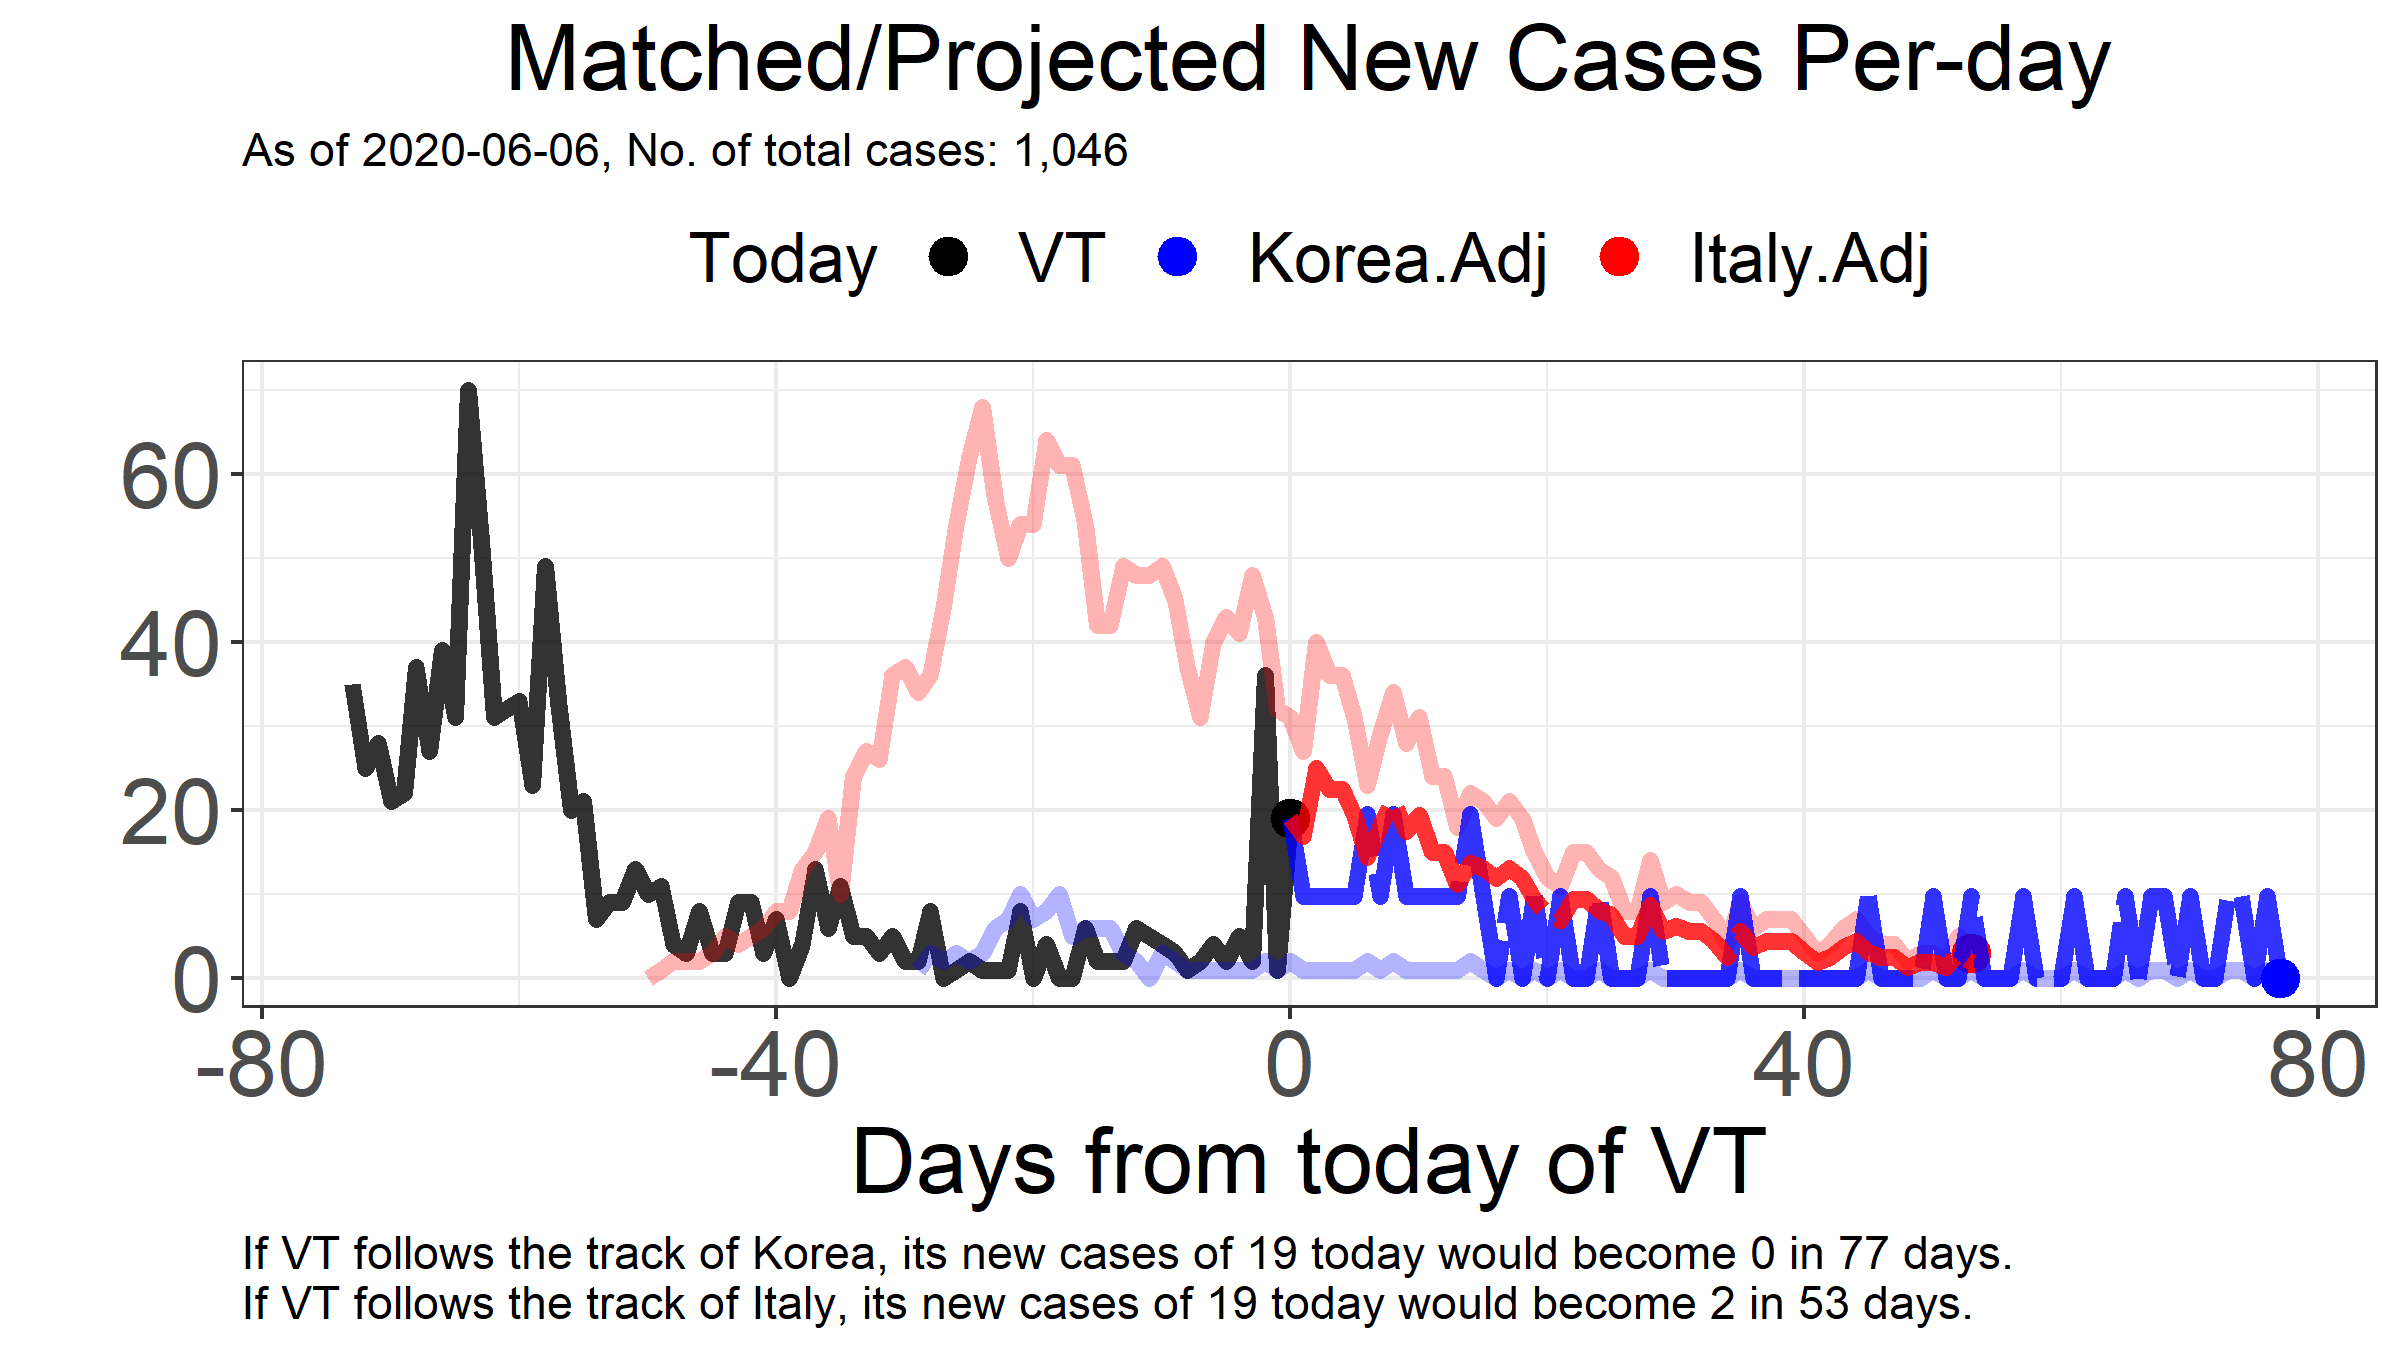 Matched/Projected New Cases Per-day
As of 2020-06-06, No. of total cases: 1,046
Today VT Korea.Adj Italy.Adj
60
40
20
0
-80 -40 0 40 80
Days from today of VT
If VT follows the track of Korea, its new cases of 19 today would become 0 in 77 days.
If VT follows the track of Italy, its new cases of 19 today would become 2 in 53 days.